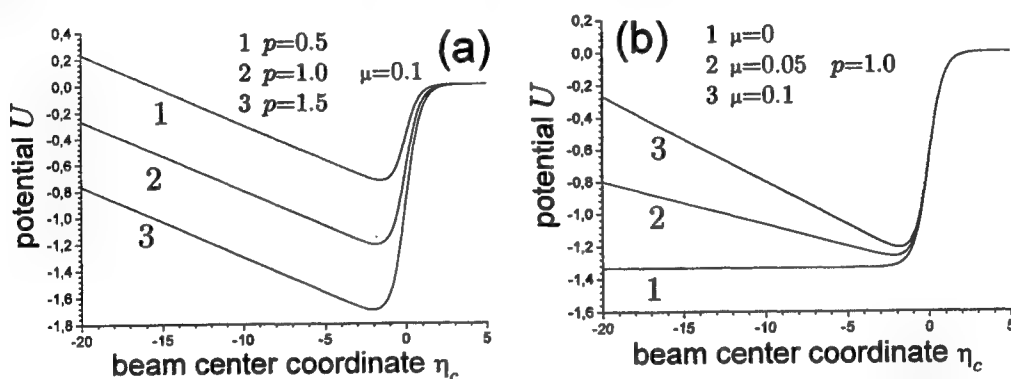 0,4
0,2
0,0
-0,2
-0,4
-0,6
-0,8
-1,0
-1,2
-1,4
-1,6
-1,8
potential U
1 p=0.5
2 p=1.0 μ=0.1
3 p=1.5
(a)
1
2
3
-20 -15 -10 -5 0 5
beam center coordinate η_c
0,2
0,0
-0,2
-0,4
-0,6
-0,8
-1,0
-1,2
-1,4
-1,6
potential U
(b)
1 μ=0
2 μ=0.05 p=1.0
3 μ=0.1
3
2
1
-20 -15 -10 -5 0 5
beam center coordinate η_c